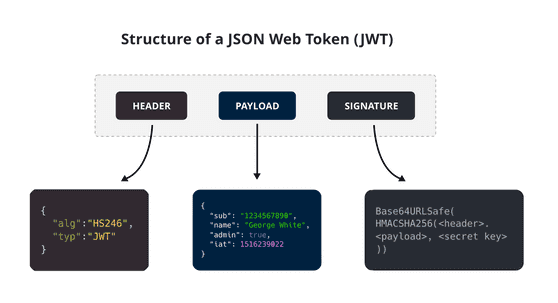 Structure of a JSON Web Token (JWT)
HEADER
PAYLOAD
SIGNATURE
{
"alg":"HS246",
"typ":"JWT"
}
{
"sub": "1234567890",
"name": "George White",
"admin": true,
"iat": 1516239022
}
Base64URLSafe(
HMACSHA256(<header>.
<payload>, <secret key>
))